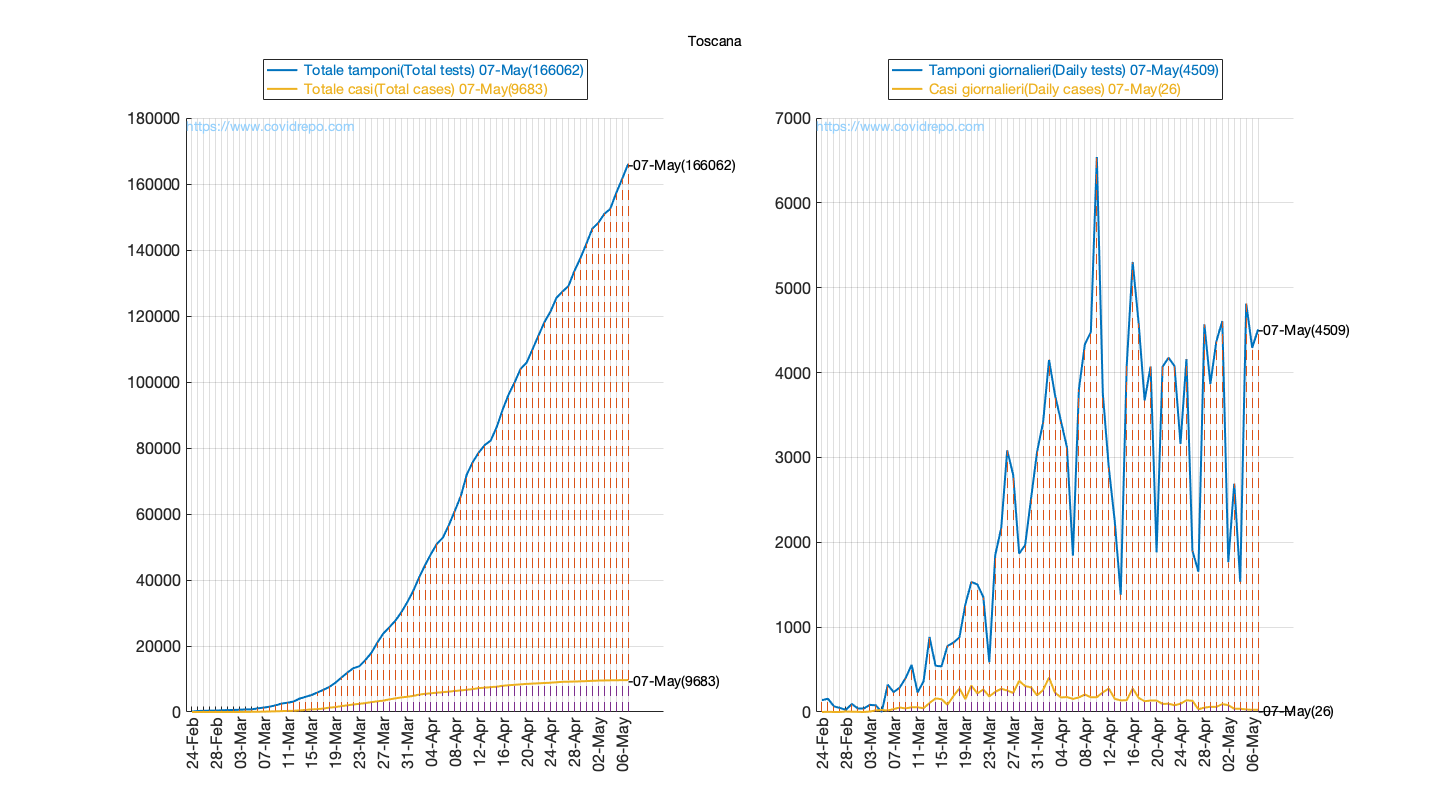 Toscana
Totale tamponi(Total tests) 07-May(166062)
Totale casi(Total cases) 07-May(9683)
https://www.covidrepo.com
180000
160000
140000
120000
100000
80000
60000
40000
20000
0
07-May(166062)
07-May(9683)
24-Feb
28-Feb
03-Mar
07-Mar
11-Mar
15-Mar
19-Mar
23-Mar
27-Mar
31-Mar
04-Apr
08-Apr
12-Apr
16-Apr
20-Apr
24-Apr
28-Apr
02-May
06-May
Tamponi giornalieri(Daily tests) 07-May(4509)
Casi giornalieri(Daily cases) 07-May(26)
https://www.covidrepo.com
7000
6000
5000
4000
3000
2000
1000
0
07-May(4509)
07-May(26)
24-Feb
28-Feb
03-Mar
07-Mar
11-Mar
15-Mar
19-Mar
23-Mar
27-Mar
31-Mar
04-Apr
08-Apr
12-Apr
16-Apr
20-Apr
24-Apr
28-Apr
02-May
06-May